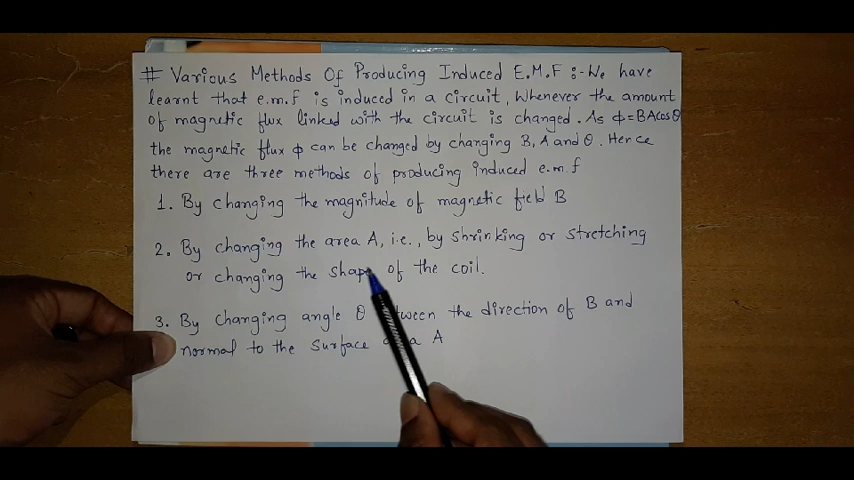 # Various Methods Of Producing Induced E.M.F :- We have
learnt that e.m.f is induced in a circuit, Whenever the amount
of magnetic flux linked with the circuit is changed. As ϕ=BAcosθ
the magnetic flux ϕ can be changed by changing B, A and θ. Hence
there are three methods of producing induced e.m.f
1. By changing the magnitude of magnetic field B
2. By changing the area A, i.e., by shrinking or stretching
or changing the shape of the coil.
3. By changing angle θ the direction of B and
normal to the surface A